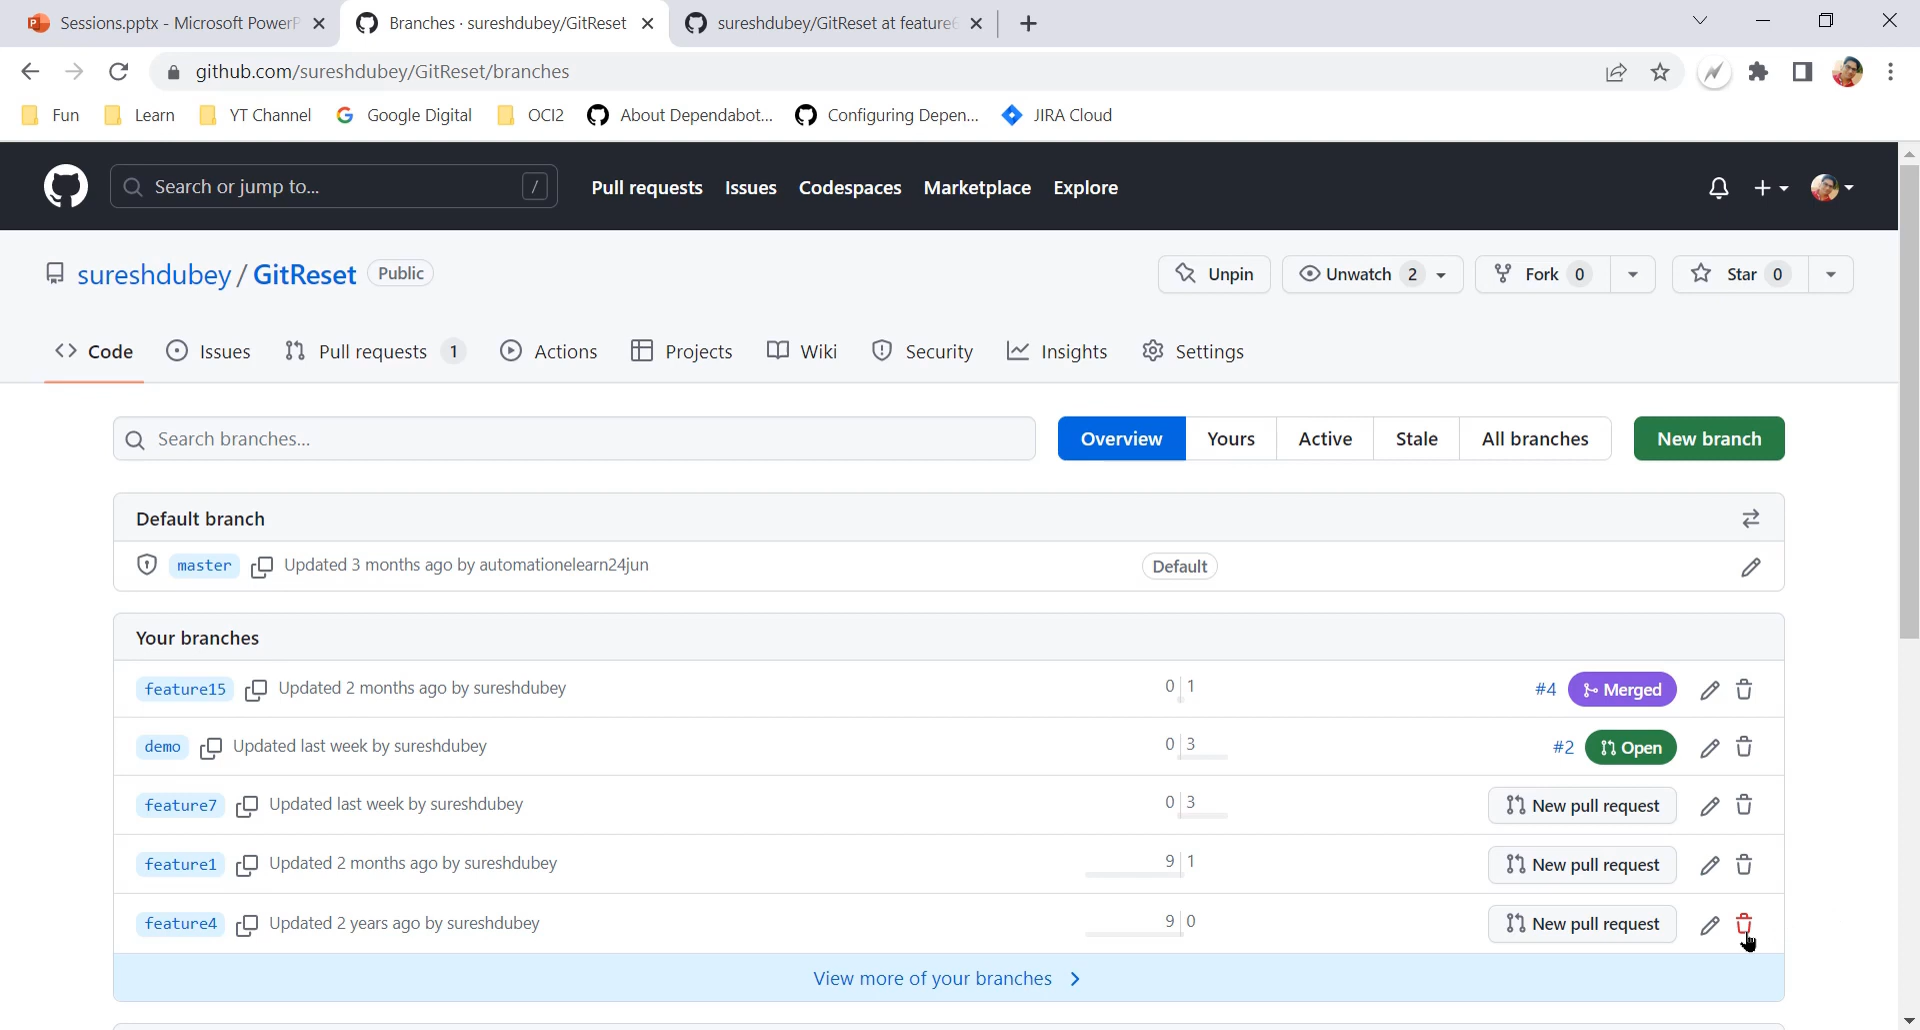 Sessions.pptx - Microsoft PowerP
Branches · sureshdubey/GitReset
sureshdubey/GitReset at feature6
github.com/sureshdubey/GitReset/branches
Fun Learn YT Channel Google Digital OCI2 About Dependabot... Configuring Depen... JIRA Cloud
Search or jump to... / Pull requests Issues Codespaces Marketplace Explore
sureshdubey / GitReset Public Unpin Unwatch 2 Fork 0 Star 0
Code Issues Pull requests 1 Actions Projects Wiki Security Insights Settings
Search branches... Overview Yours Active Stale All branches New branch
Default branch
master Updated 3 months ago by automationelearn24jun Default
Your branches
feature15 Updated 2 months ago by sureshdubey 0 | 1 #4 Merged
demo Updated last week by sureshdubey 0 | 3 #2 Open
feature7 Updated last week by sureshdubey 0 | 3 New pull request
feature1 Updated 2 months ago by sureshdubey 9 | 1 New pull request
feature4 Updated 2 years ago by sureshdubey 9 | 0 New pull request
View more of your branches